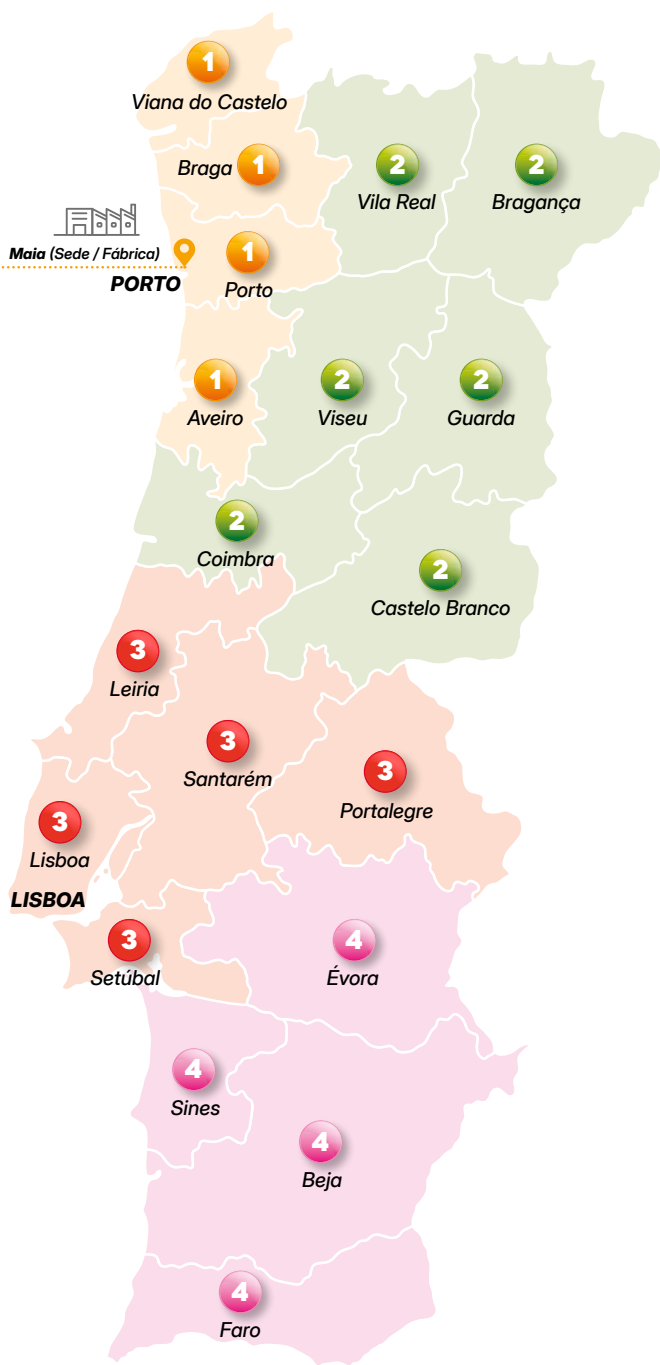 1
Viana do Castelo
Braga 1
2
Vila Real
2
Bragança
Maia (Sede / Fábrica)
PORTO
1
Porto
1
Aveiro
2
Viseu
2
Guarda
2
Coimbra
2
Castelo Branco
3
Leiria
3
Santarém
3
Portalegre
3
Lisboa
LISBOA
3
Setúbal
4
Évora
4
Sines
4
Beja
4
Faro